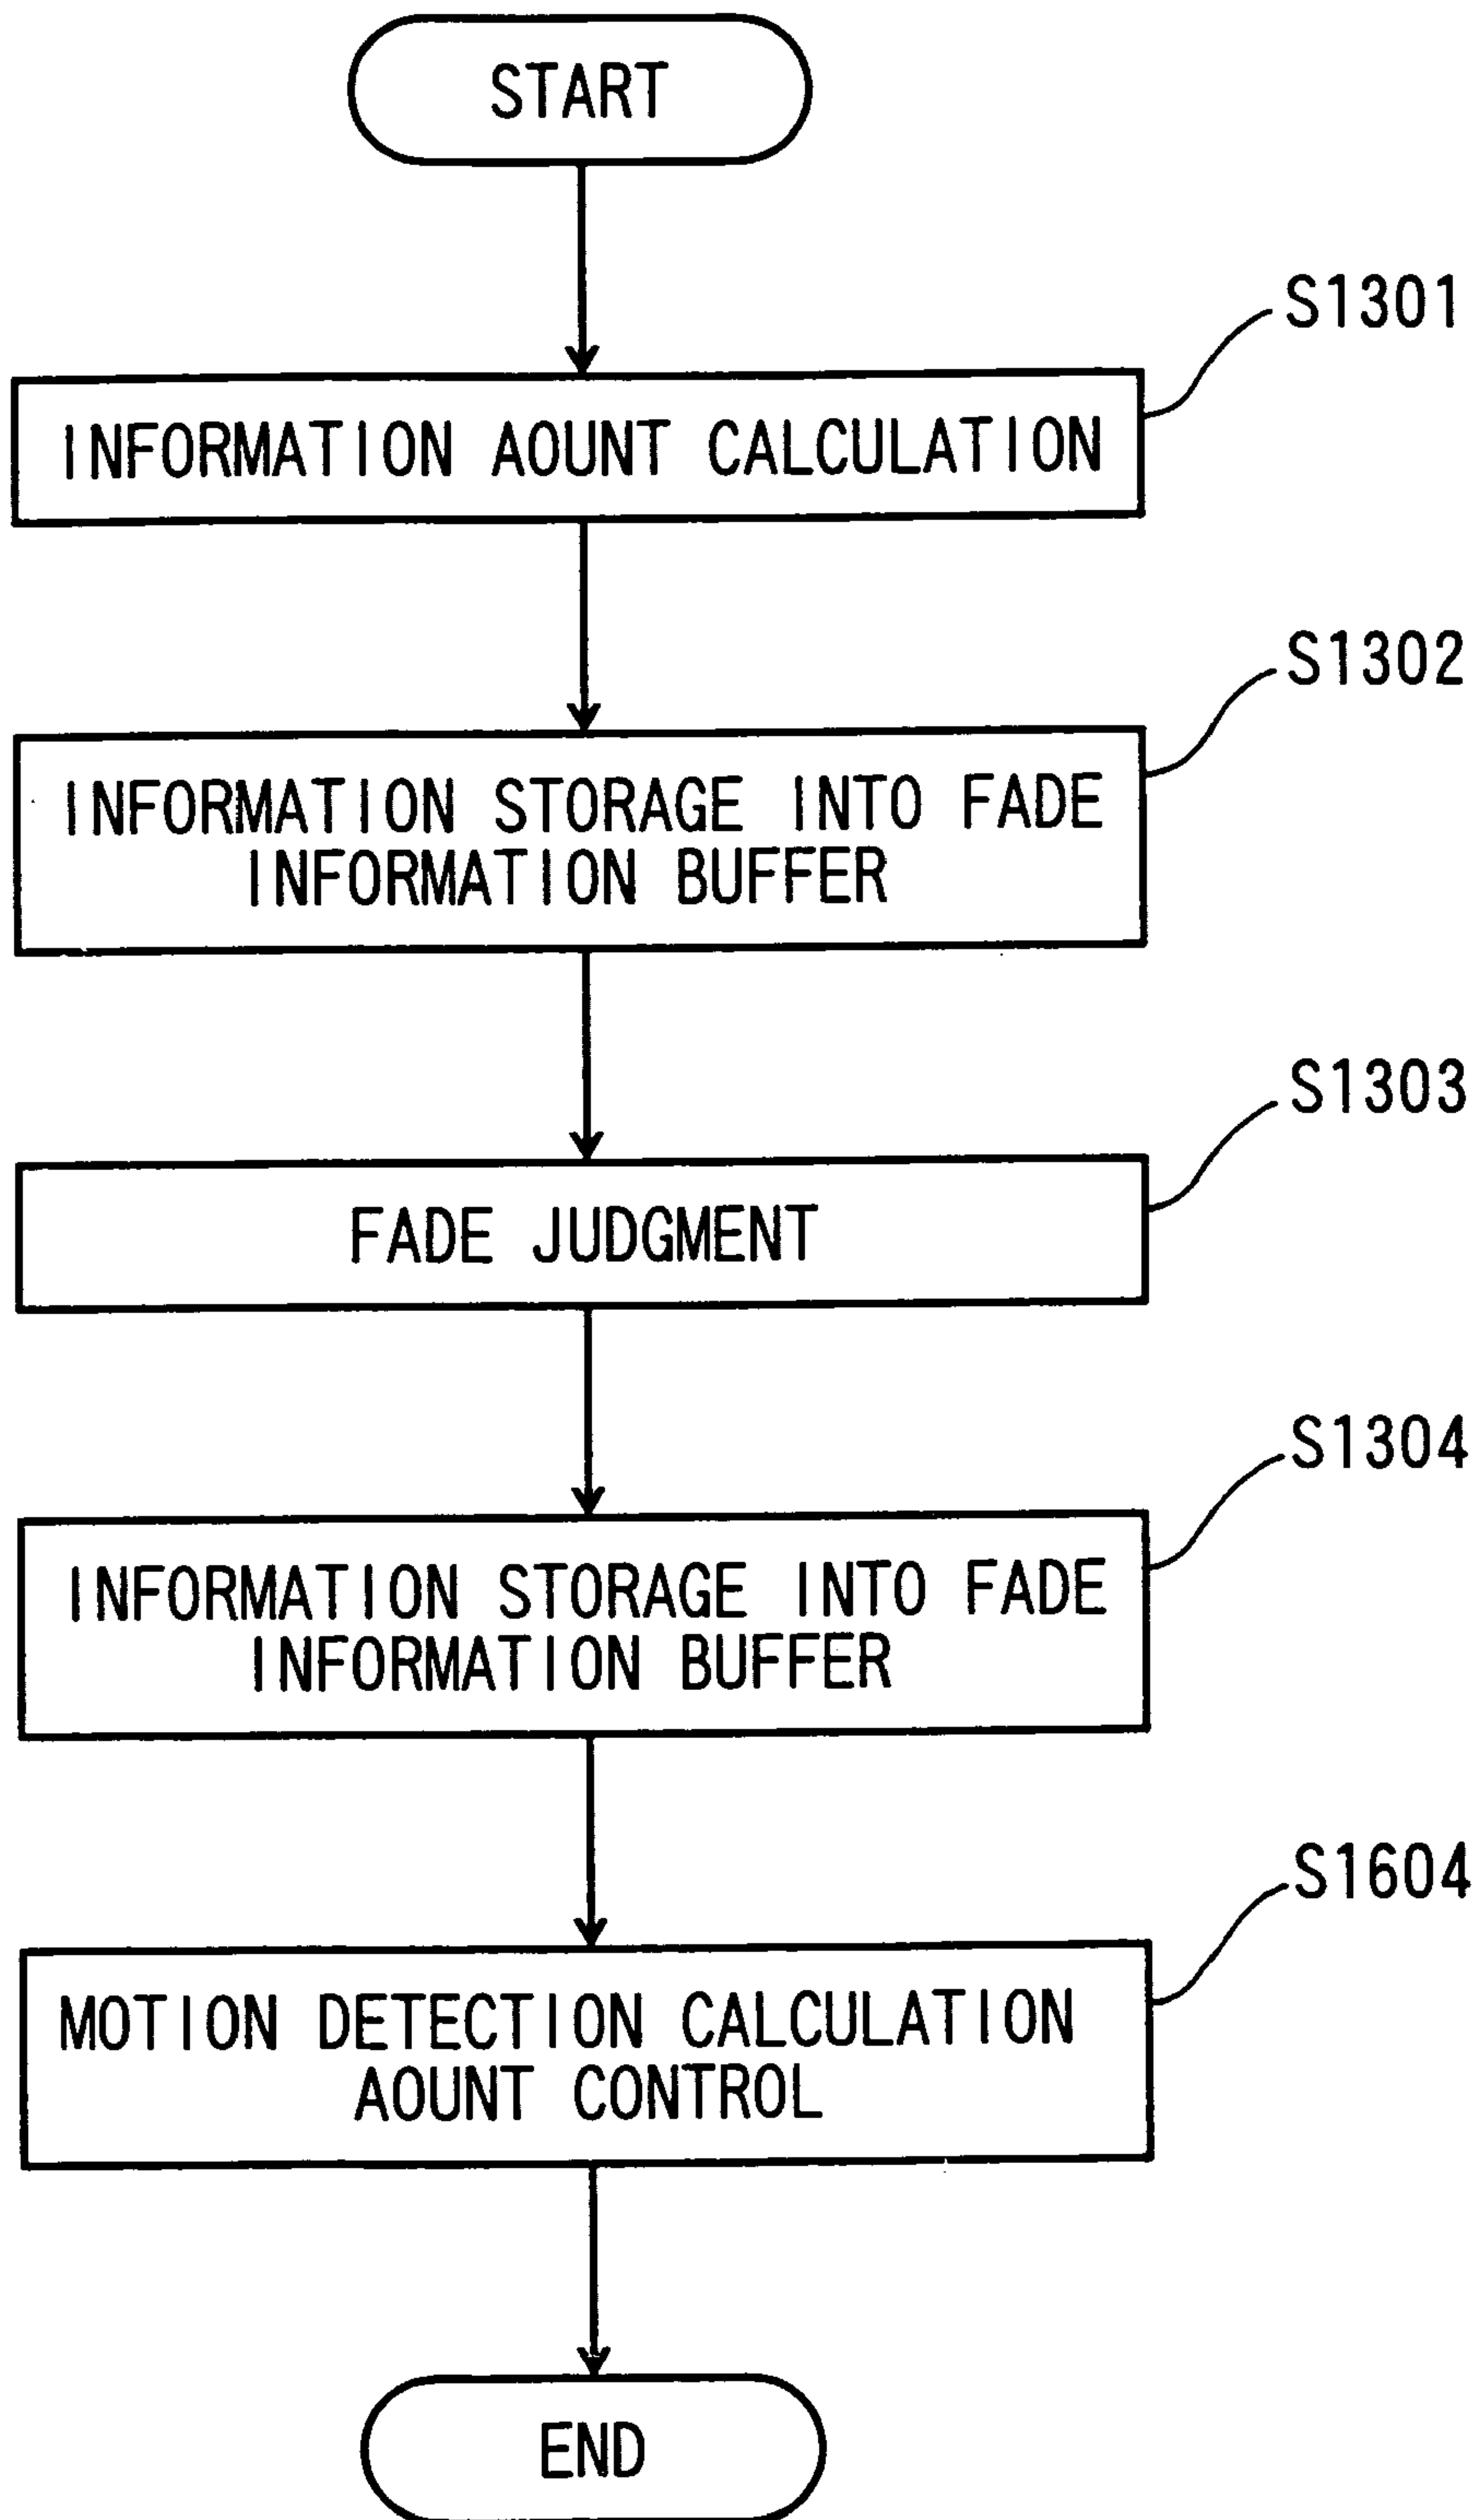 START
S1301
INFORMATION AOUNT CALCULATION
S1302
INFORMATION STORAGE INTO FADE
INFORMATION BUFFER
S1303
FADE JUDGMENT
S1304
INFORMATION STORAGE INTO FADE
INFORMATION BUFFER
S1604
MOTION DETECTION CALCULATION
AOUNT CONTROL
END